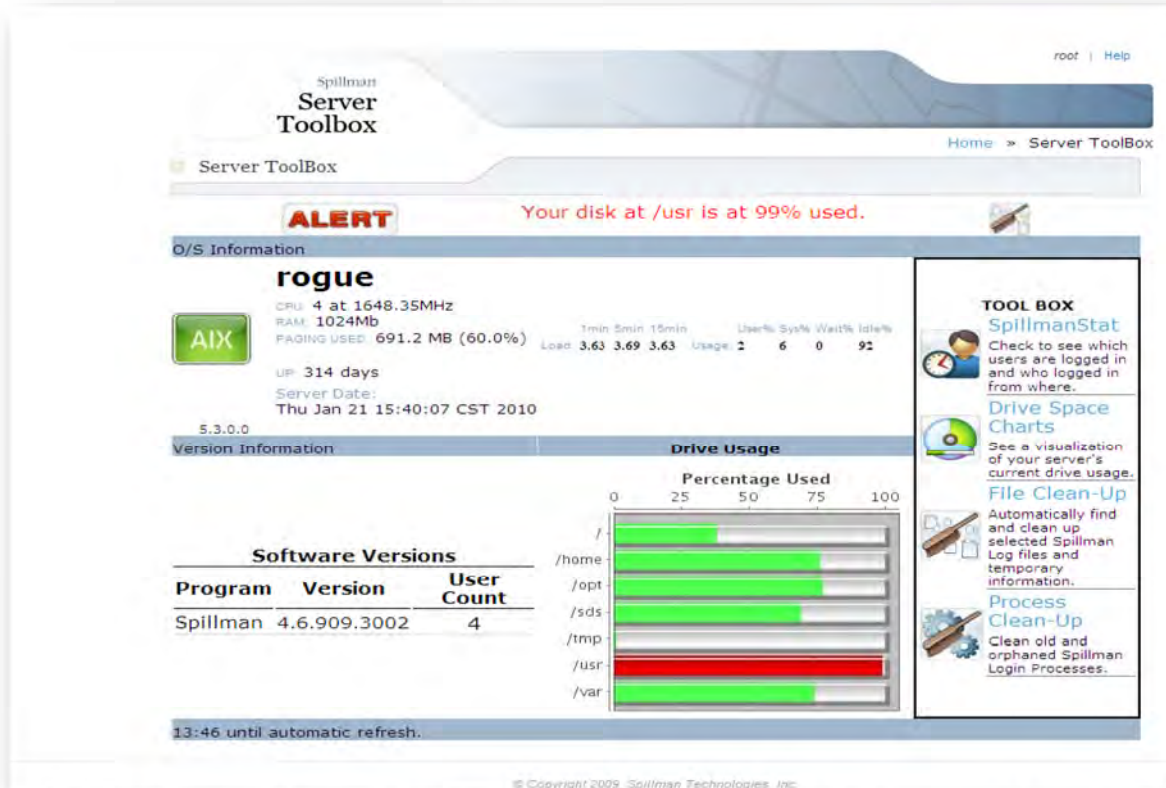 root | Help
Spillman
Server
Toolbox
Home » Server ToolBox
Server ToolBox
ALERT
Your disk at /usr is at 99% used.
O/S Information
rogue
CPU: 4 at 1648.35MHz
RAM: 1024Mb
PAGING USED: 691.2 MB (60.0%)
1min 5min 15min User% Sys% Wait% Idle%
Load: 3.63 3.69 3.63 Usage: 2 6 0 92
AIX
UP: 314 days
Server Date:
Thu Jan 21 15:40:07 CST 2010
5.3.0.0
TOOL BOX
SpillmanStat
Check to see which
users are logged in
and who logged in
from where.
Drive Space
Charts
See a visualization
of your server's
current drive usage.
File Clean-Up
Automatically find
and clean up
selected Spillman
Log files and
temporary
information.
Process
Clean-Up
Clean old and
orphaned Spillman
Login Processes.
Version Information
Drive Usage
Software Versions
Program Version User Count
Spillman 4.6.909.3002 4
Percentage Used
0 25 50 75 100
/
/home
/opt
/sds
/tmp
/usr
/var
13:46 until automatic refresh.
© Copyright 2009, Spillman Technologies, Inc.